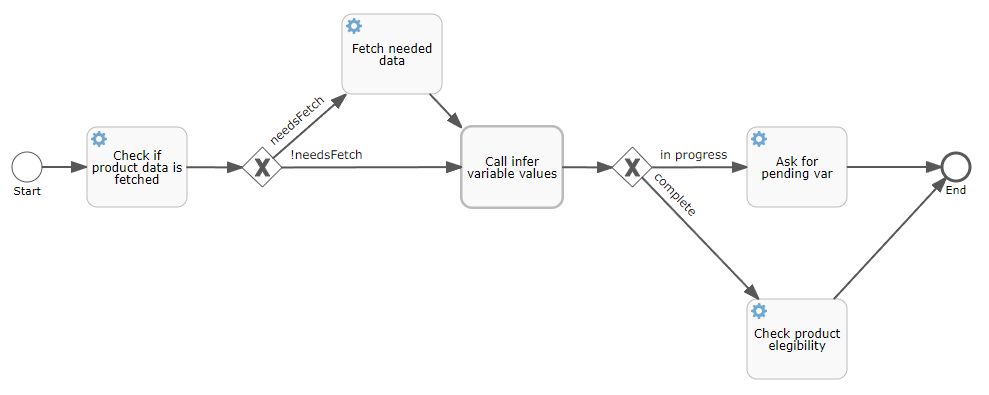 Start
Check if
product data is
fetched
needsFetch
!needsFetch
Fetch needed
data
Call infer
variable values
in progress
complete
Ask for
pending var
Check product
elegibility
End